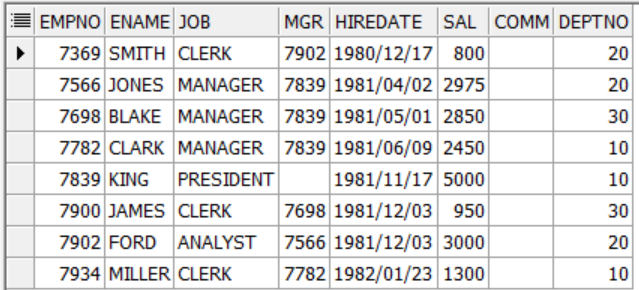 EMPNO ENAME JOB MGR HIREDATE SAL COMM DEPTNO
7369 SMITH CLERK 7902 1980/12/17 800 20
7566 JONES MANAGER 7839 1981/04/02 2975 20
7698 BLAKE MANAGER 7839 1981/05/01 2850 30
7782 CLARK MANAGER 7839 1981/06/09 2450 10
7839 KING PRESIDENT 1981/11/17 5000 10
7900 JAMES CLERK 7698 1981/12/03 950 30
7902 FORD ANALYST 7566 1981/12/03 3000 20
7934 MILLER CLERK 7782 1982/01/23 1300 10